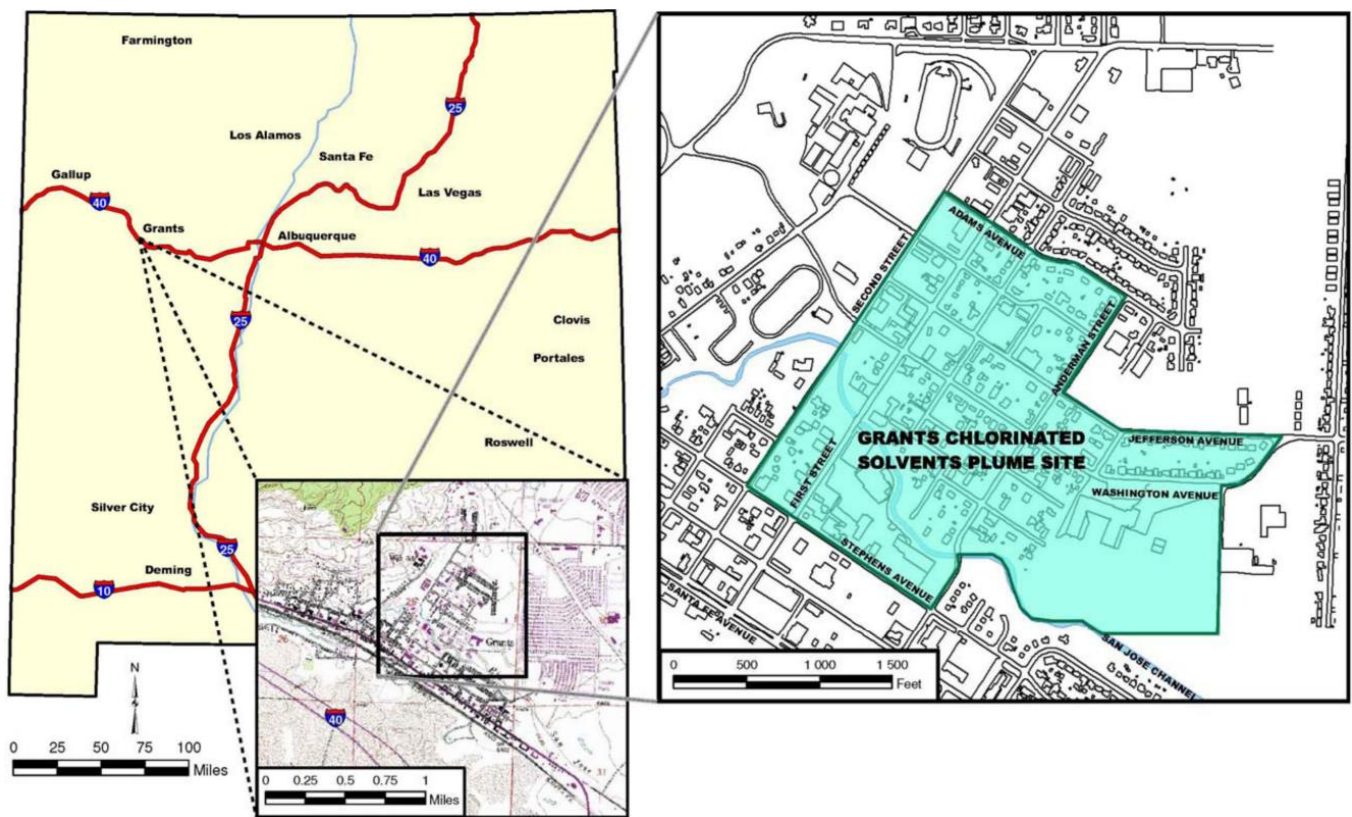 Farmington
25
Los Alamos
Santa Fe
Gallup
Las Vegas
40
Grants
Albuquerque
40
25
Clovis
Portales
Roswell
Silver City
25
Deming
10
N
0 25 50 75 100
Miles
Grants
40
0 0.25 0.5 0.75 1
Miles
ADAMS AVENUE
SECOND STREET
ANDERMAN STREET
GRANTS CHLORINATED
SOLVENTS PLUME SITE
JEFFERSON AVENUE
FIRST STREET
WASHINGTON AVENUE
STEPHENS AVENUE
SANTA FE AVENUE
SAN JOSE CHANNEL
0 500 1 000 1 500
Feet